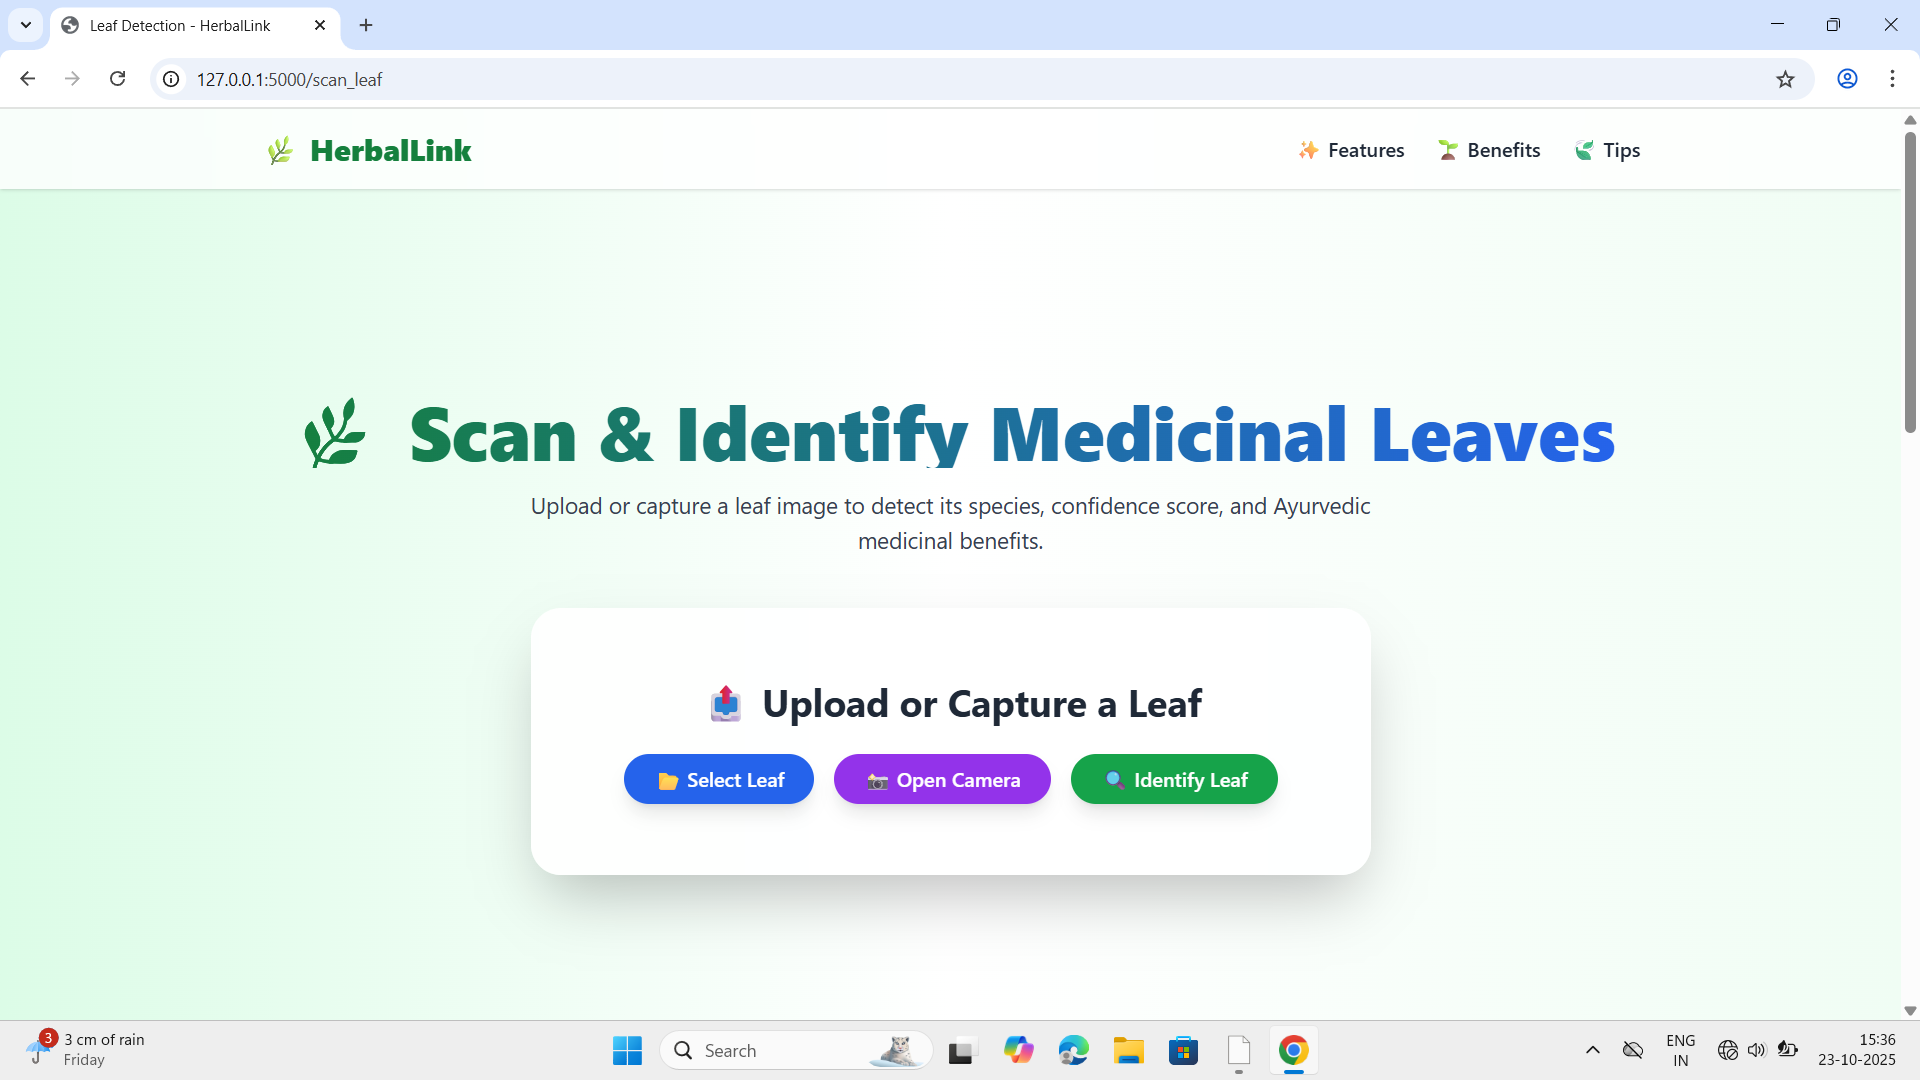 Leaf Detection - HerbalLink
127.0.0.1:5000/scan_leaf
HerbalLink
Features
Benefits
Tips
Scan & Identify Medicinal Leaves
Upload or capture a leaf image to detect its species, confidence score, and Ayurvedic
medicinal benefits.
Upload or Capture a Leaf
Select Leaf
Open Camera
Identify Leaf
3
3 cm of rain
Friday
Search
ENG
IN
15:36
23-10-2025